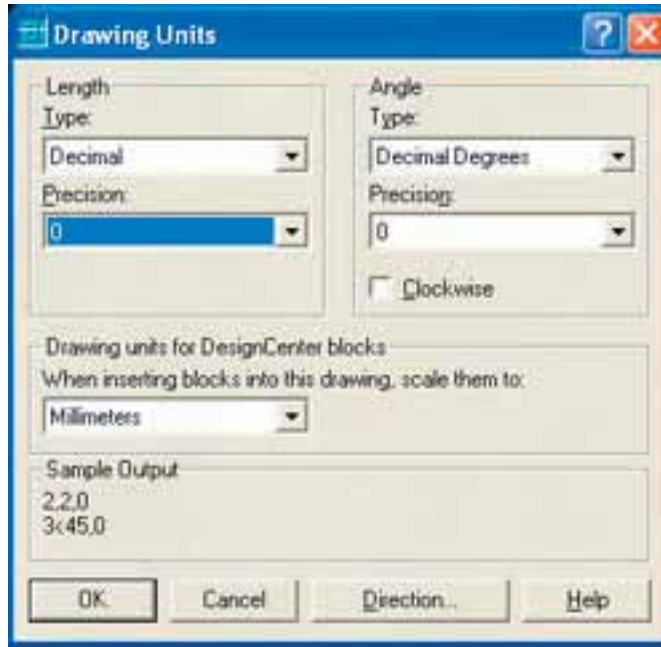 Drawing Units
Length
Type:
Decimal
Precision:
0
Angle
Type:
Decimal Degrees
Precision:
0
Clockwise
Drawing units for DesignCenter blocks
When inserting blocks into this drawing, scale them to:
Millimeters
Sample Output
2,2,0
3<45,0
OK
Cancel
Direction...
Help